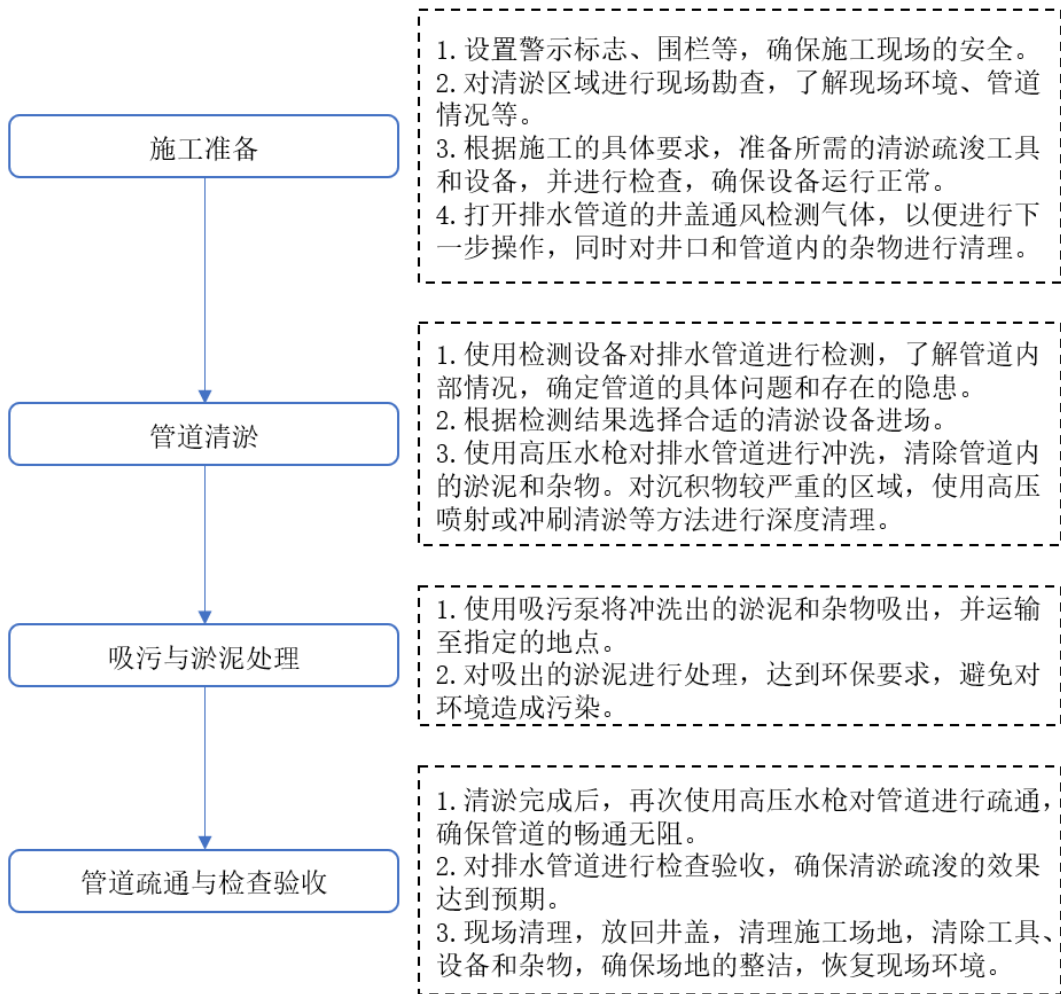 施工准备
1.设置警示标志、围栏等，确保施工现场的安全。
2.对清淤区域进行现场勘查，了解现场环境、管道
情况等。
3.根据施工的具体要求，准备所需的清淤疏浚工具
和设备，并进行检查，确保设备运行正常。
4.打开排水管道的井盖通风检测气体，以便进行下
一步操作，同时对井口和管道内的杂物进行清理。
管道清淤
1.使用检测设备对排水管道进行检测，了解管道内
部情况，确定管道的具体问题和存在的隐患。
2.根据检测结果选择合适的清淤设备进场。
3.使用高压水枪对排水管道进行冲洗，清除管道内
的淤泥和杂物。对沉积物较严重的区域，使用高压
喷射或冲刷清淤等方法进行深度清理。
吸污与淤泥处理
1.使用吸污泵将冲洗出的淤泥和杂物吸出，并运输
至指定的地点。
2.对吸出的淤泥进行处理，达到环保要求，避免对
环境造成污染。
管道疏通与检查验收
1.清淤完成后，再次使用高压水枪对管道进行疏通，
确保管道的畅通无阻。
2.对排水管道进行检查验收，确保清淤疏浚的效果
达到预期。
3.现场清理，放回井盖，清理施工场地，清除工具、
设备和杂物，确保场地的整洁，恢复现场环境。